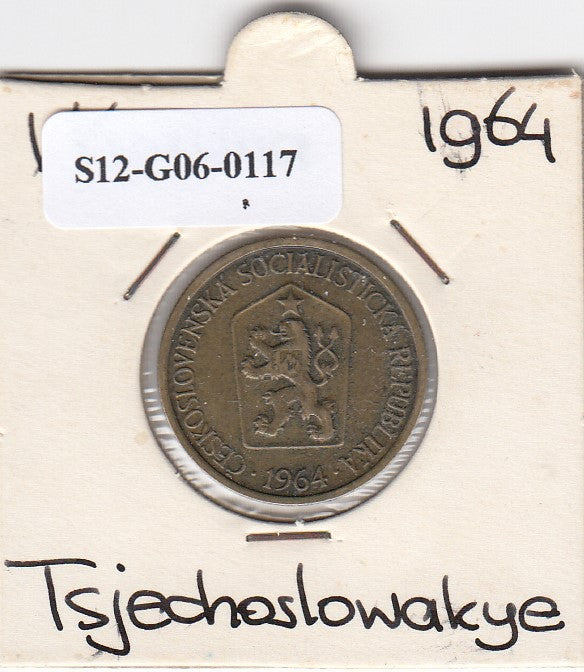 1964
S12-G06-0117
ČESKOSLOVENSKÁ SOCIALISTICKÁ REPUBLIKA
· 1964 ·
Tsjechoslowakye